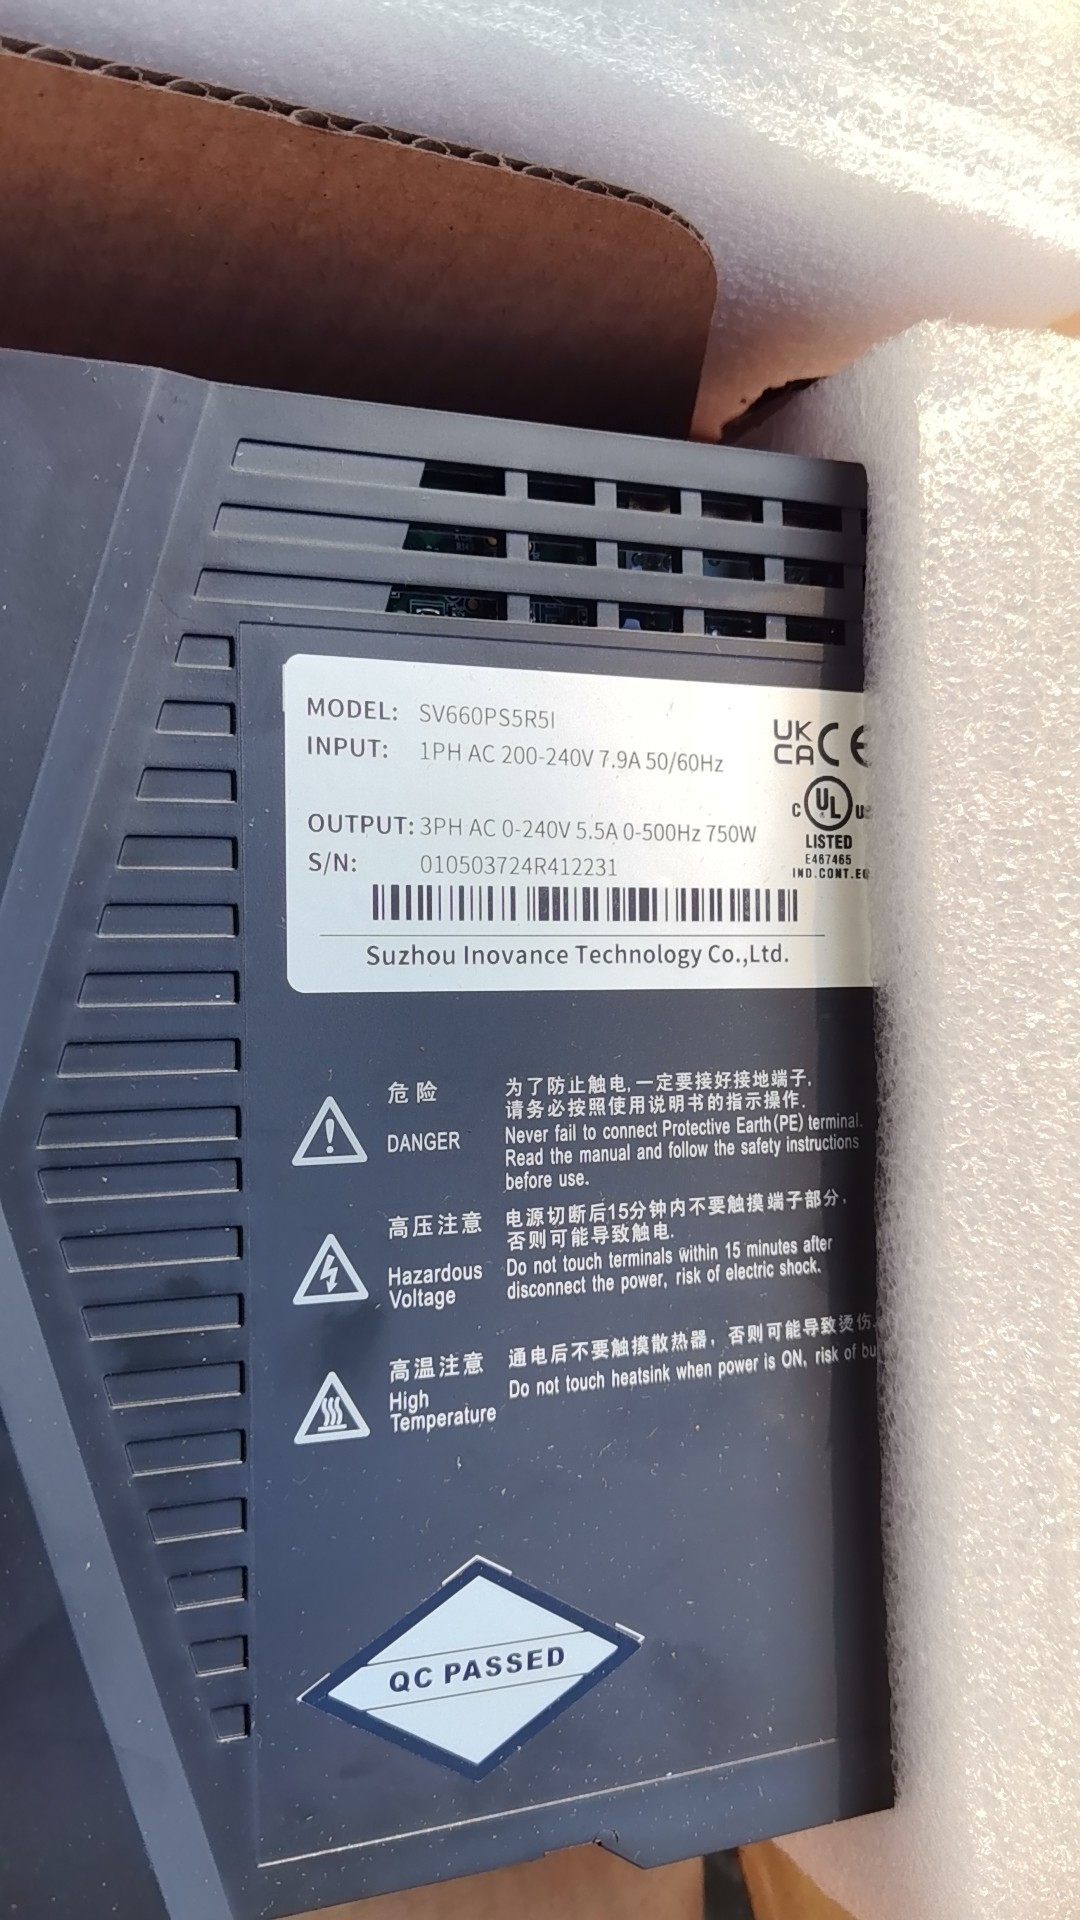 MODEL: SV660PS5R5I
INPUT: 1PH AC 200-240V 7.9A 50/60Hz
OUTPUT: 3PH AC 0-240V 5.5A 0-500Hz 750W
S/N: 010503724R412231
Suzhou Inovance Technology Co.,Ltd.
UK
CA
CE
C UL US
LISTED
E467465
IND.CONT.EQ
危险
DANGER
为了防止触电,一定要接好接地端子.
请务必按照使用说明书的指示操作.
Never fail to connect Protective Earth(PE) terminal.
Read the manual and follow the safety instructions
before use.
高压注意
Hazardous
Voltage
电源切断后15分钟内不要触摸端子部分,
否则可能导致触电.
Do not touch terminals within 15 minutes after
disconnect the power, risk of electric shock.
高温注意
High
Temperature
通电后不要触摸散热器，否则可能导致烫伤.
Do not touch heatsink when power is ON, risk of bu
QC PASSED